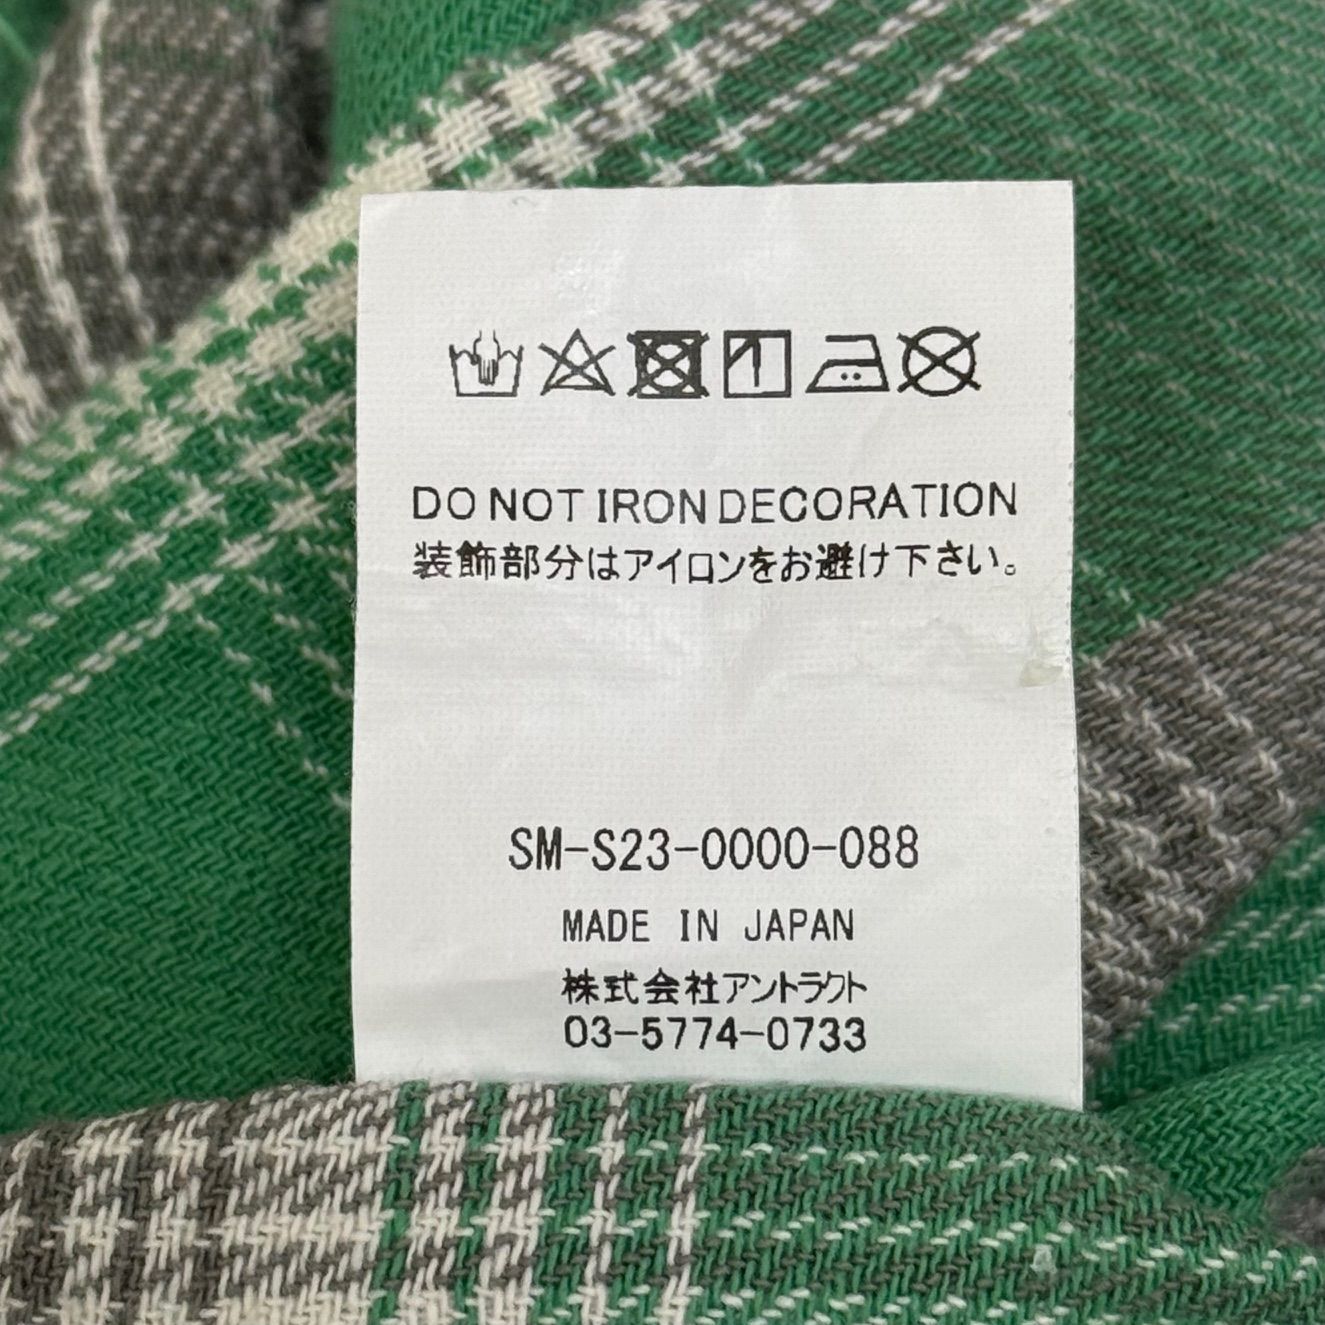 DO NOT IRON DECORATION
装飾部分はアイロンをお避け下さい。
SM-S23-0000-088
MADE IN JAPAN
株式会社アントラクト
03-5774-0733